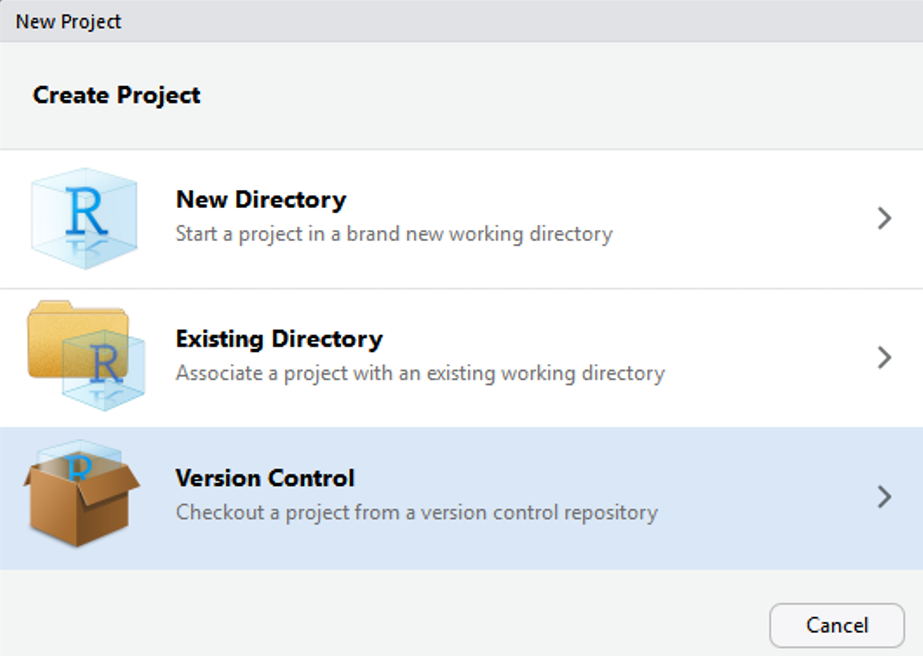 New Project
Create Project
R
New Directory
Start a project in a brand new working directory
R
Existing Directory
Associate a project with an existing working directory
R
Version Control
Checkout a project from a version control repository
Cancel